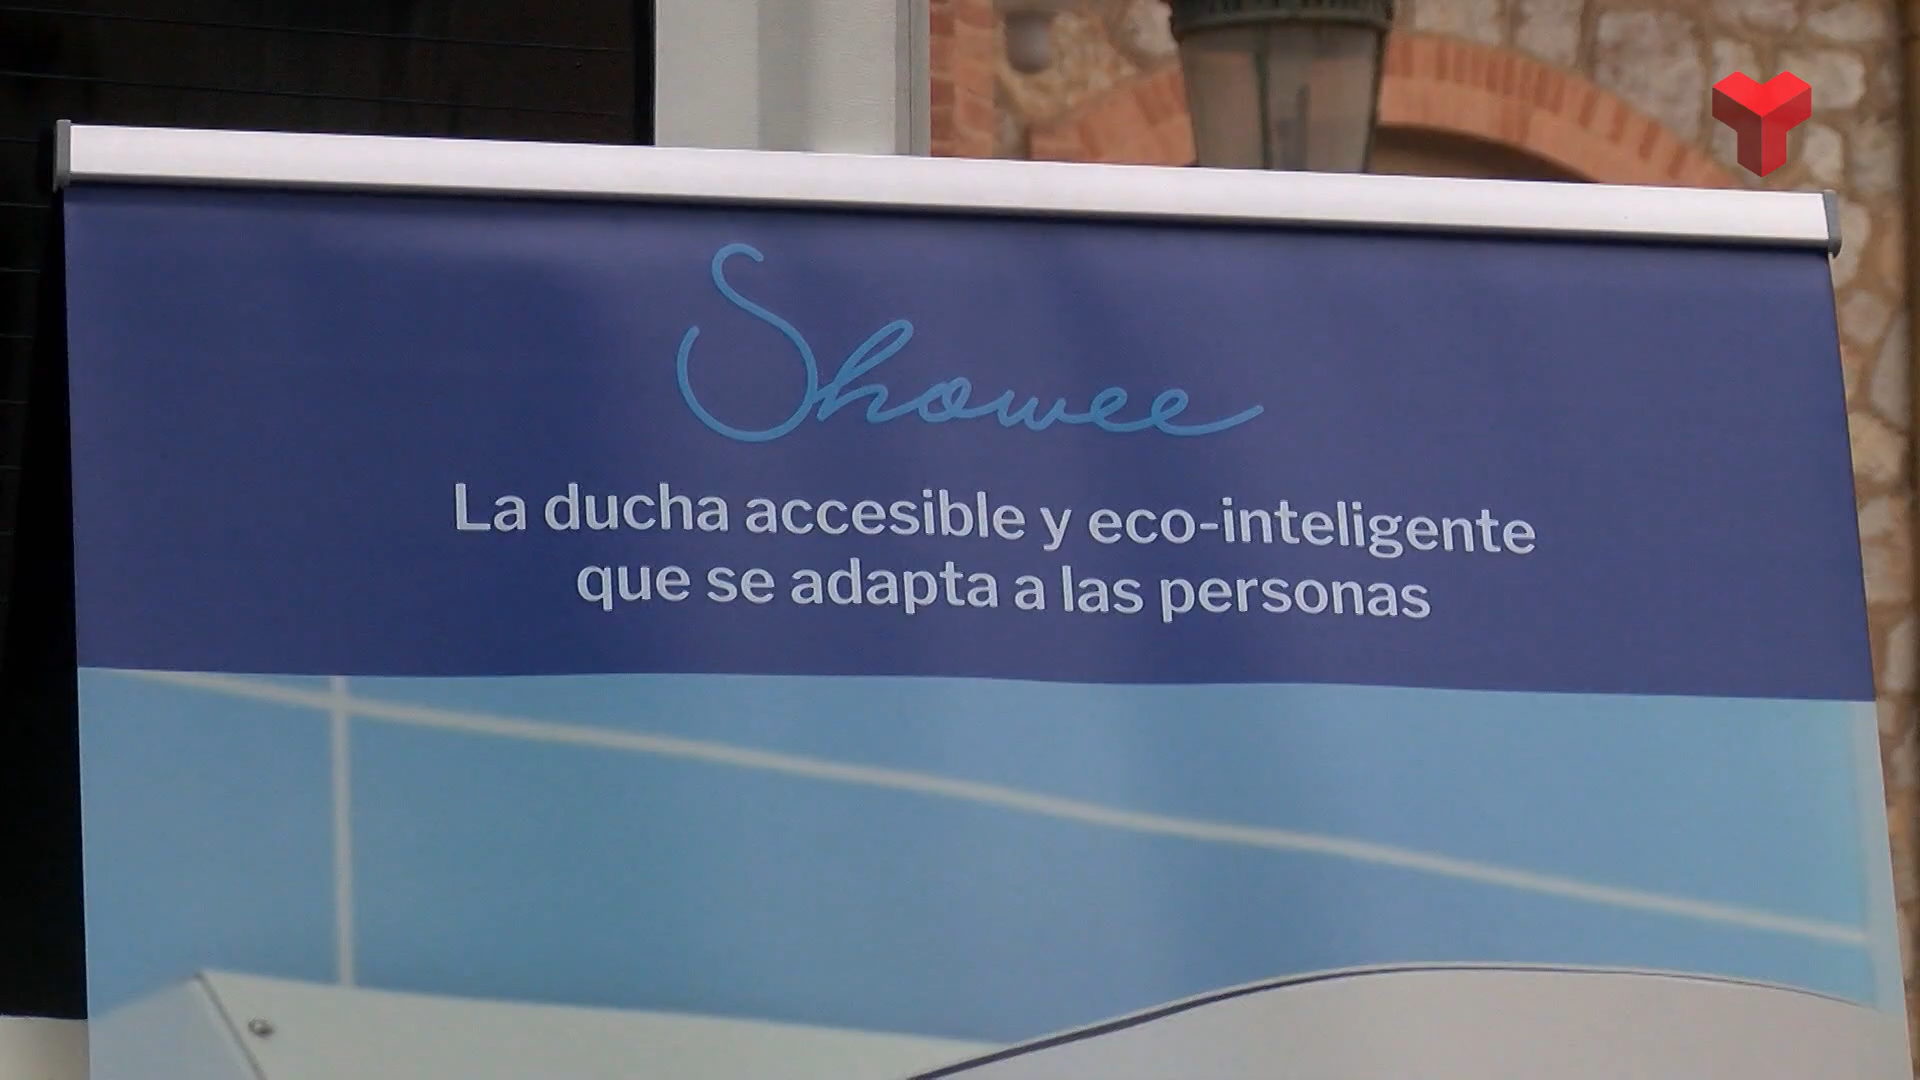 Showee
La ducha accesible y eco-inteligente
que se adapta a las personas